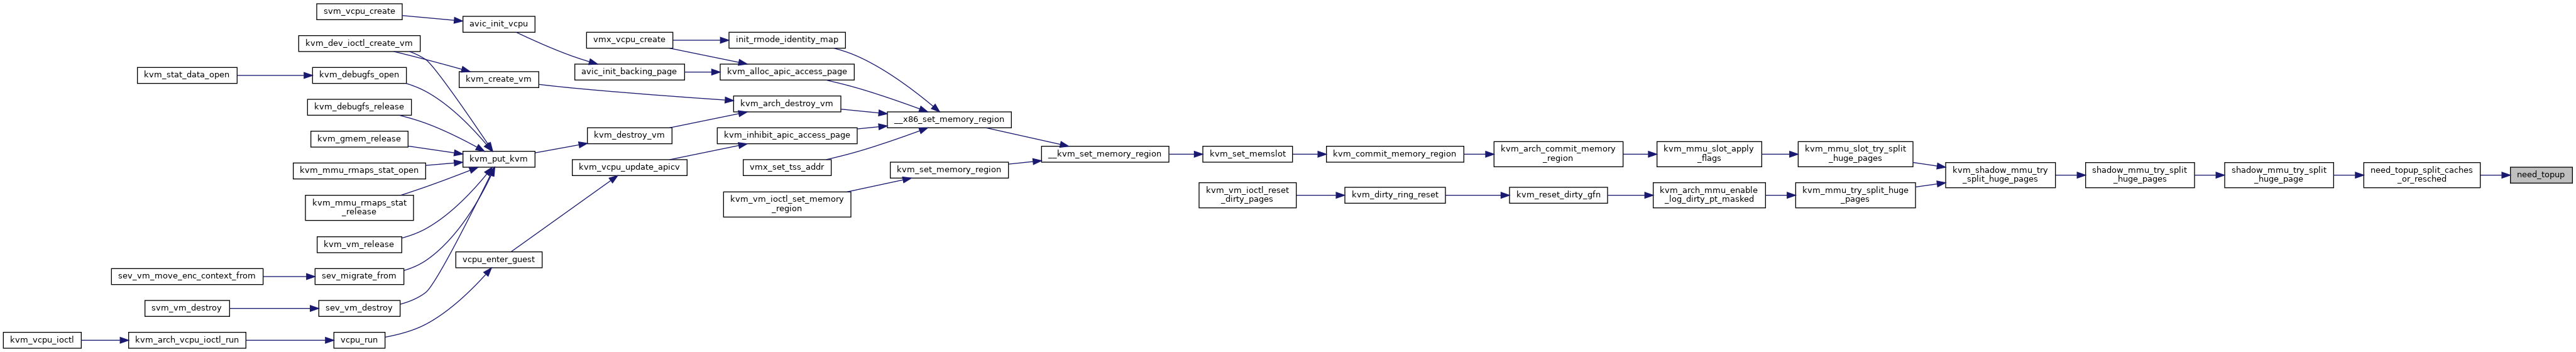 svm_vcpu_create
avic_init_vcpu
kvm_dev_ioctl_create_vm
vmx_vcpu_create
init_rmode_identity_map
kvm_stat_data_open
kvm_debugfs_open
kvm_create_vm
avic_init_backing_page
kvm_alloc_apic_access_page
kvm_debugfs_release
kvm_arch_destroy_vm
__x86_set_memory_region
kvm_gmem_release
kvm_destroy_vm
kvm_inhibit_apic_access_page
kvm_put_kvm
kvm_mmu_rmaps_stat_open
kvm_vcpu_update_apicv
vmx_set_tss_addr
kvm_set_memory_region
__kvm_set_memory_region
kvm_set_memslot
kvm_commit_memory_region
kvm_arch_commit_memory
_region
kvm_mmu_slot_apply
_flags
kvm_mmu_slot_try_split
_huge_pages
kvm_shadow_mmu_try
_split_huge_pages
shadow_mmu_try_split
_huge_pages
shadow_mmu_try_split
_huge_page
need_topup_split_caches
_or_resched
need_topup
kvm_mmu_rmaps_stat
_release
kvm_vm_ioctl_set_memory
_region
kvm_vm_ioctl_reset
_dirty_pages
kvm_dirty_ring_reset
kvm_reset_dirty_gfn
kvm_arch_mmu_enable
_log_dirty_pt_masked
kvm_mmu_try_split_huge
_pages
kvm_vm_release
vcpu_enter_guest
sev_vm_move_enc_context_from
sev_migrate_from
svm_vm_destroy
sev_vm_destroy
kvm_vcpu_ioctl
kvm_arch_vcpu_ioctl_run
vcpu_run